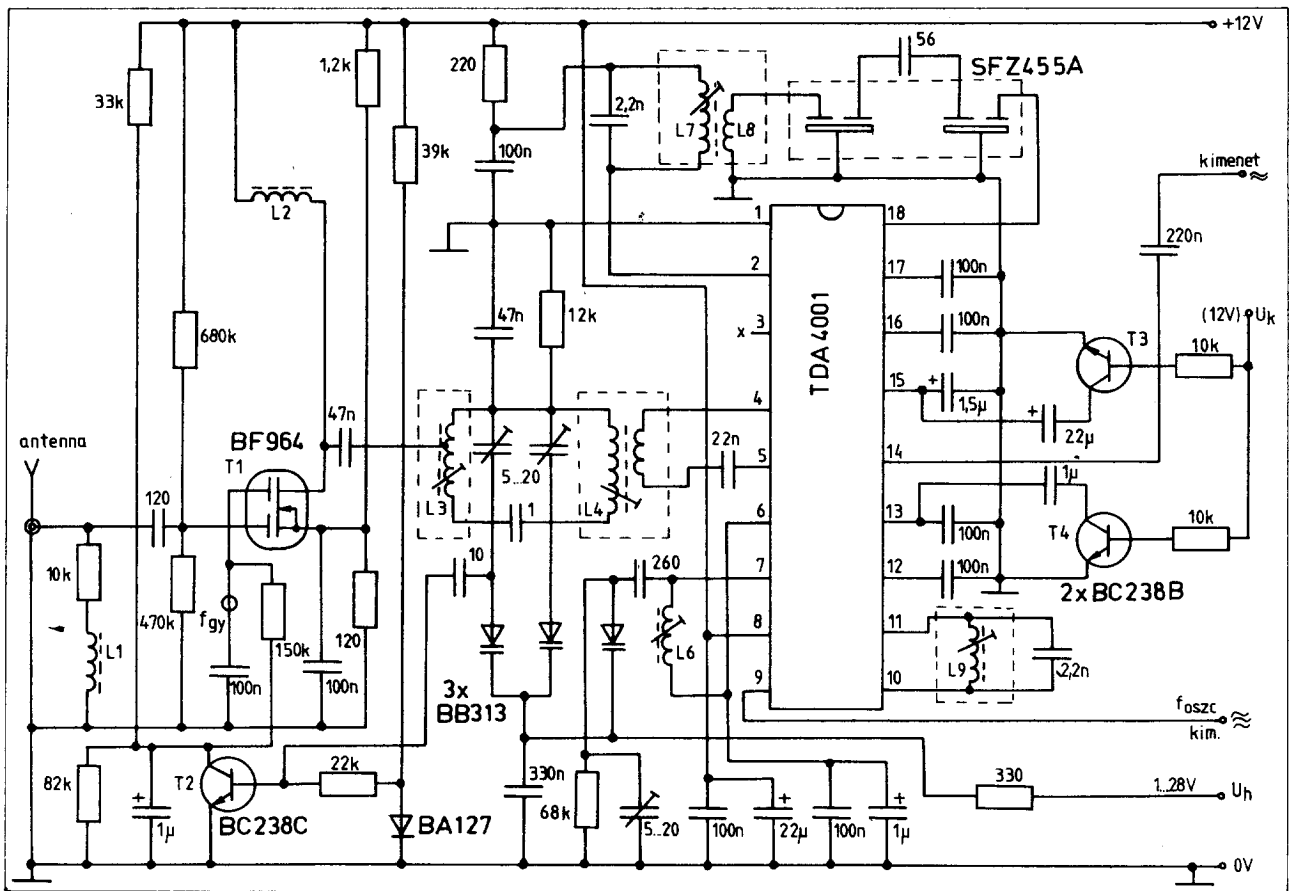 +12V
56
SFZ455A
220
1,2k
33k
2,2n
L7
L8
39k
100n
kimenet
L2
1
18
220n
2
17
100n
47n
12k
680k
x
3
TDA4001
16
100n
(12V)
Uk
T3
10k
15
1,5µ
22µ
4
47n
antenna
BF964
T1
5...20
22n
5
14
1µ
120
L3
1
L4
6
13
100n
T4
10k
10
260
7
12
100n
2xBC238B
10k
fgy
470k
150k
120
L1
100n
100n
8
11
L6
L9
2,2n
3x
BB313
9
10
foszc
kim.
82k
T2
22k
330n
68k
330
1...28V
Uh
1µ
BC238C
BA127
5...20
100n
22µ
100n
1µ
0V